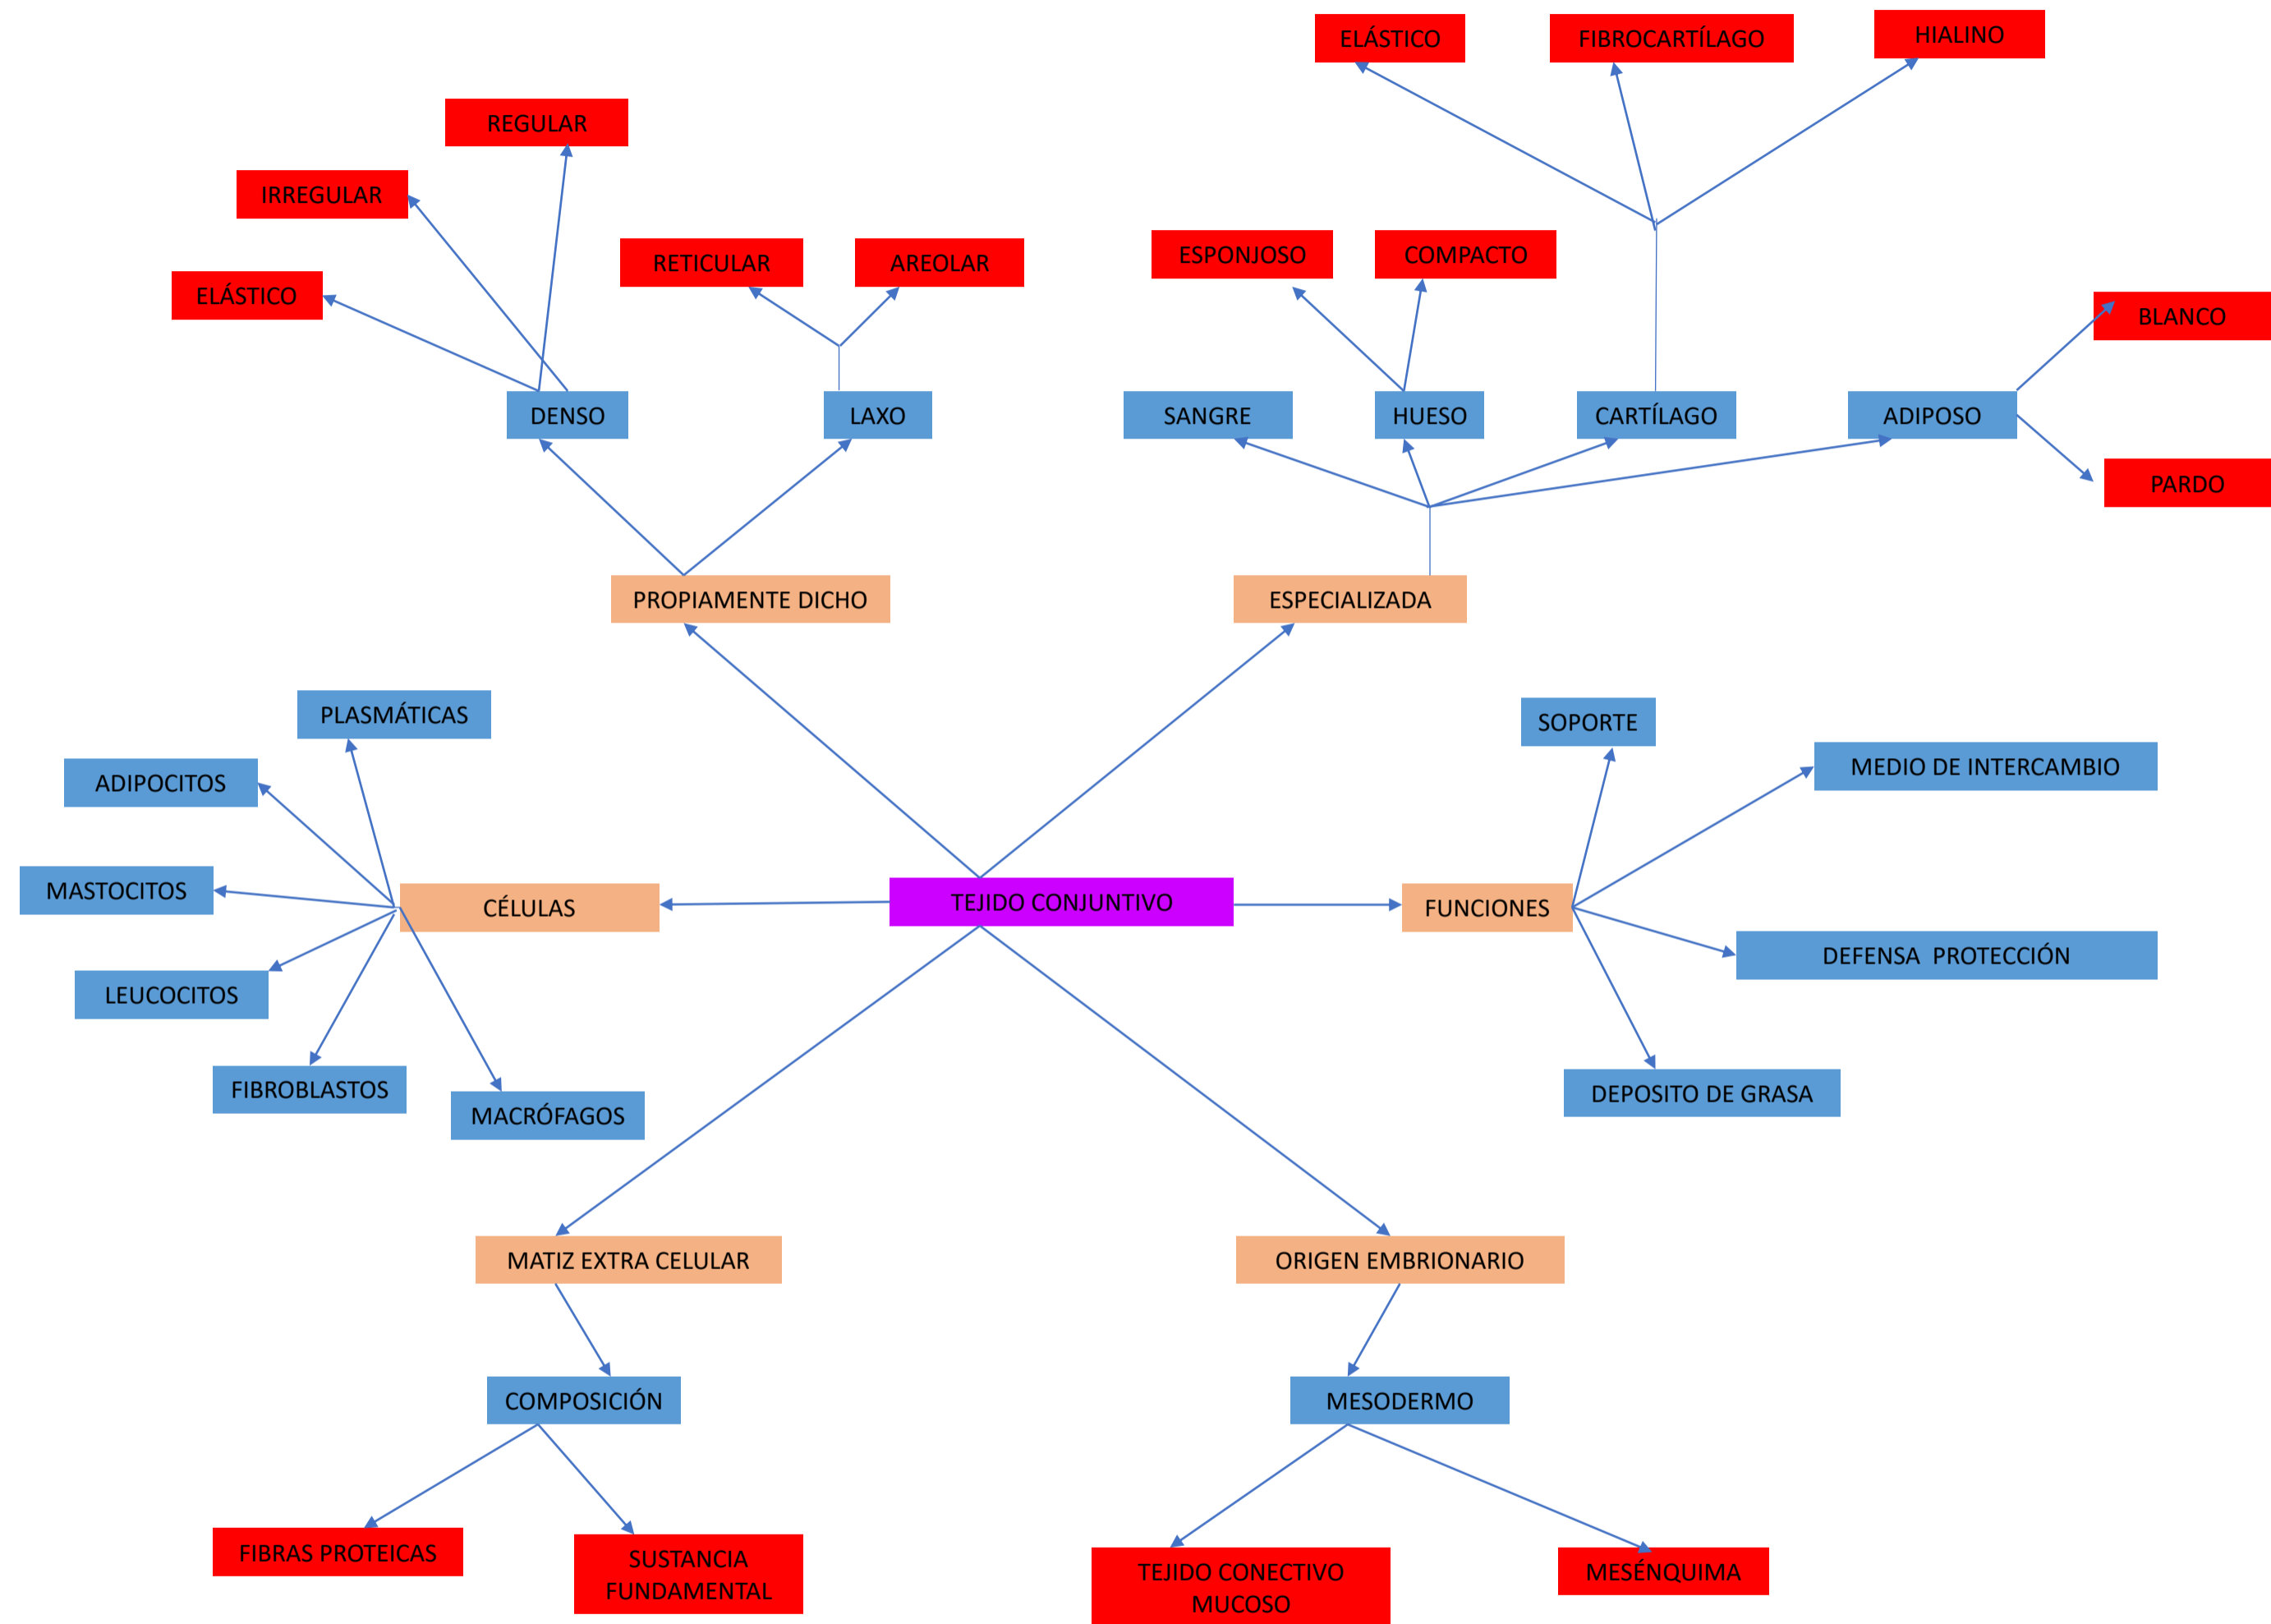 ELÁSTICO
FIBROCARTÍLAGO
HIALINO
REGULAR
IRREGULAR
ELÁSTICO
RETICULAR
AREOLAR
ESPONJOSO
COMPACTO
BLANCO
DENSO
LAXO
SANGRE
HUESO
CARTÍLAGO
ADIPOSO
PARDO
PROPIAMENTE DICHO
ESPECIALIZADA
PLASMÁTICAS
SOPORTE
ADIPOCITOS
MEDIO DE INTERCAMBIO
MASTOCITOS
CÉLULAS
TEJIDO CONJUNTIVO
FUNCIONES
DEFENSA  PROTECCIÓN
LEUCOCITOS
FIBROBLASTOS
MACRÓFAGOS
DEPOSITO DE GRASA
MATIZ EXTRA CELULAR
ORIGEN EMBRIONARIO
COMPOSICIÓN
MESODERMO
FIBRAS PROTEICAS
SUSTANCIA
FUNDAMENTAL
TEJIDO CONECTIVO
MUCOSO
MESÉNQUIMA